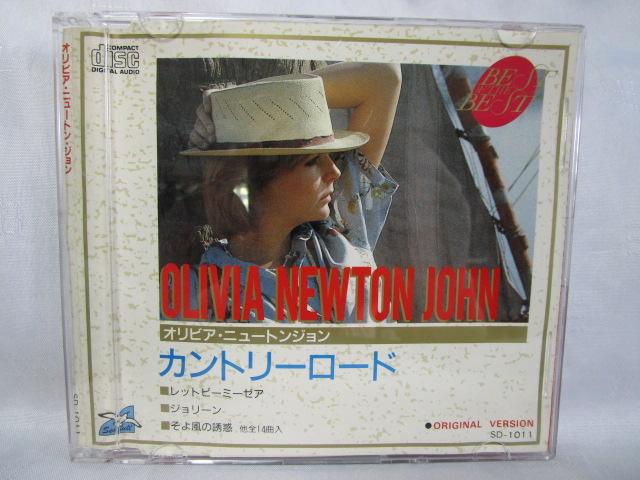 オリビア・ニュートン・ジョン
SD-1011
COMPACT
disc
DIGITAL AUDIO
BEST
OF THE
BEST
OLIVIA NEWTON JOHN
オリビア・ニュートンジョン
カントリーロード
■レットビーミーゼア
■ジョリーン
■そよ風の誘惑 他全14曲入
●ORIGINAL VERSION
SD-1011